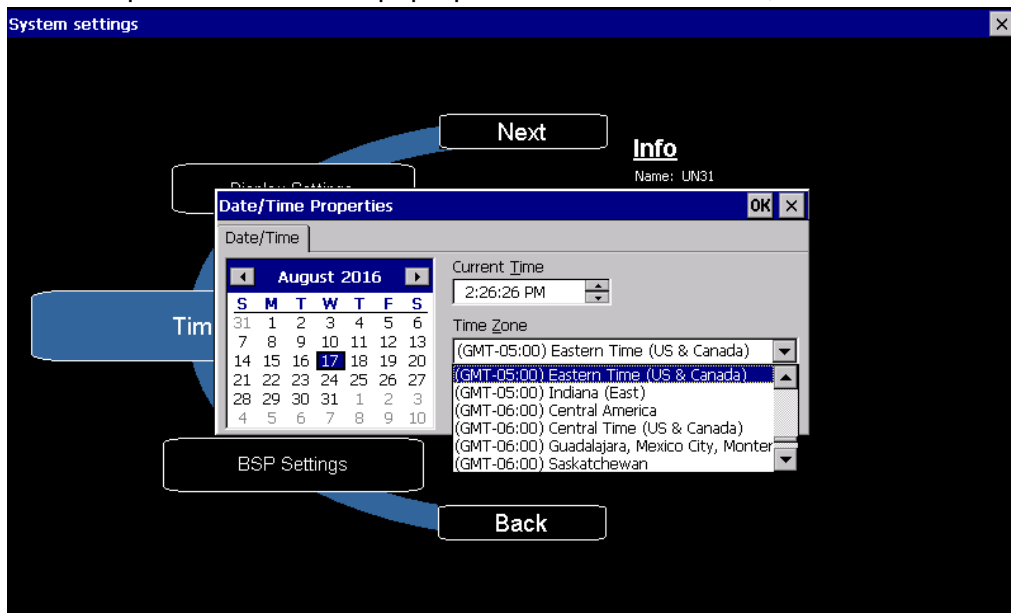 System settings
Next
Info
Name: UN31
Date/Time Properties
OK
Date/Time
August 2016
S M T W T F S
31 1 2 3 4 5 6
7 8 9 10 11 12 13
14 15 16 17 18 19 20
21 22 23 24 25 26 27
28 29 30 31 1 2 3
4 5 6 7 8 9 10
Current Time
2:26:26 PM
Time Zone
(GMT-05:00) Eastern Time (US & Canada)
(GMT-05:00) Eastern Time (US & Canada)
(GMT-05:00) Indiana (East)
(GMT-06:00) Central America
(GMT-06:00) Central Time (US & Canada)
(GMT-06:00) Guadalajara, Mexico City, Monter
(GMT-06:00) Saskatchewan
Tim
BSP Settings
Back